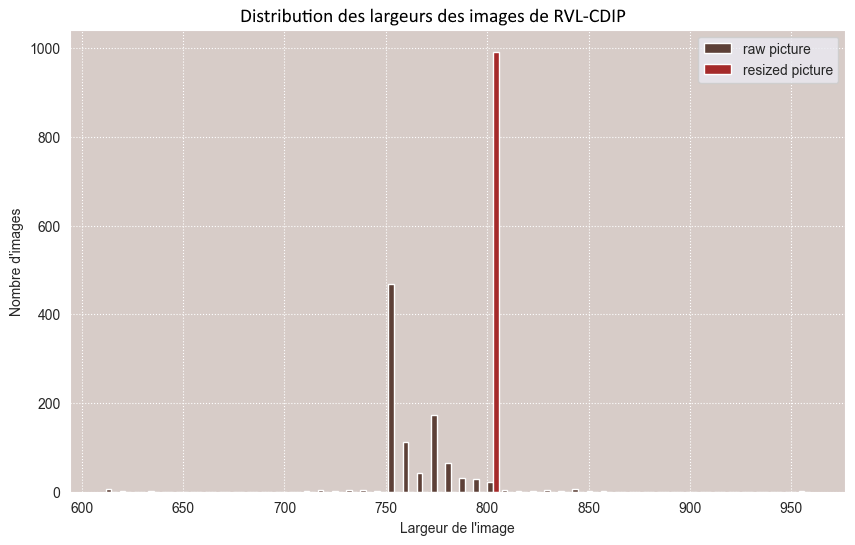 Distribution des largeurs des images de RVL-CDIP
raw picture
resized picture
1000
800
600
400
200
0
Nombre d'images
600 650 700 750 800 850 900 950
Largeur de l'image